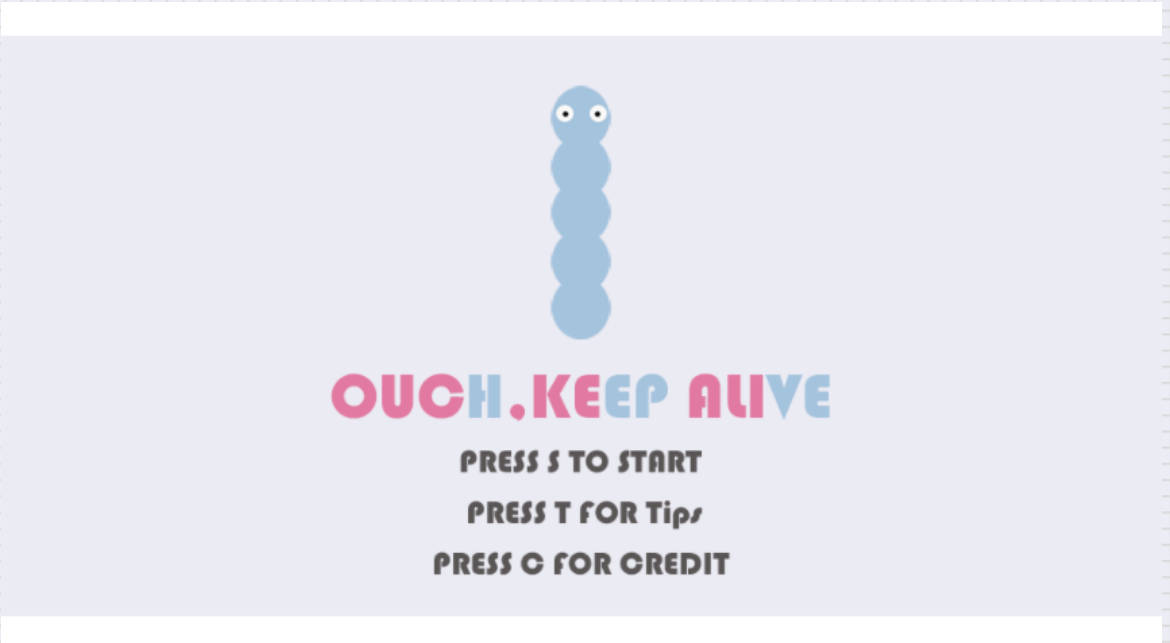 OUCH,KEEP ALIVE
PRESS S TO START
PRESS T FOR Tips
PRESS C FOR CREDIT